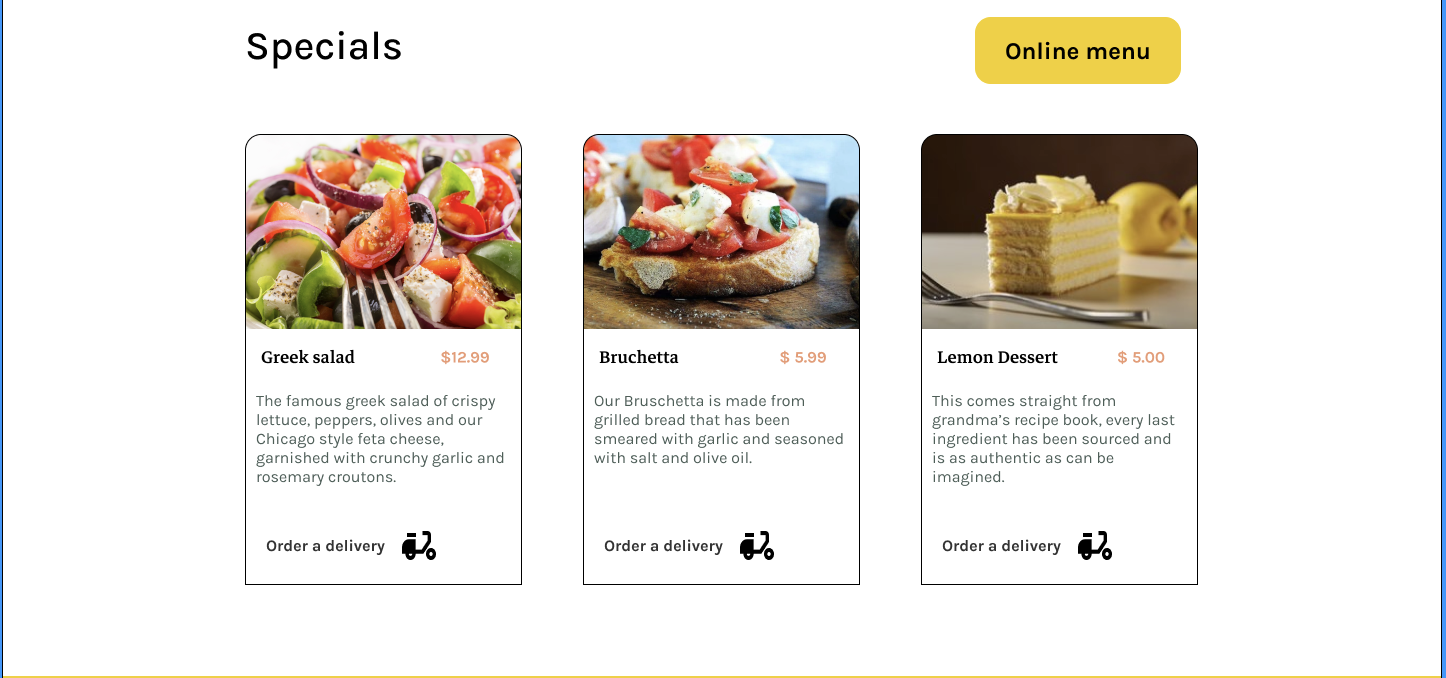 Specials
Online menu
Greek salad
$12.99
The famous greek salad of crispy
lettuce, peppers, olives and our
Chicago style feta cheese,
garnished with crunchy garlic and
rosemary croutons.
Order a delivery
Bruchetta
$ 5.99
Our Bruschetta is made from
grilled bread that has been
smeared with garlic and seasoned
with salt and olive oil.
Order a delivery
Lemon Dessert
$ 5.00
This comes straight from
grandma’s recipe book, every last
ingredient has been sourced and
is as authentic as can be
imagined.
Order a delivery